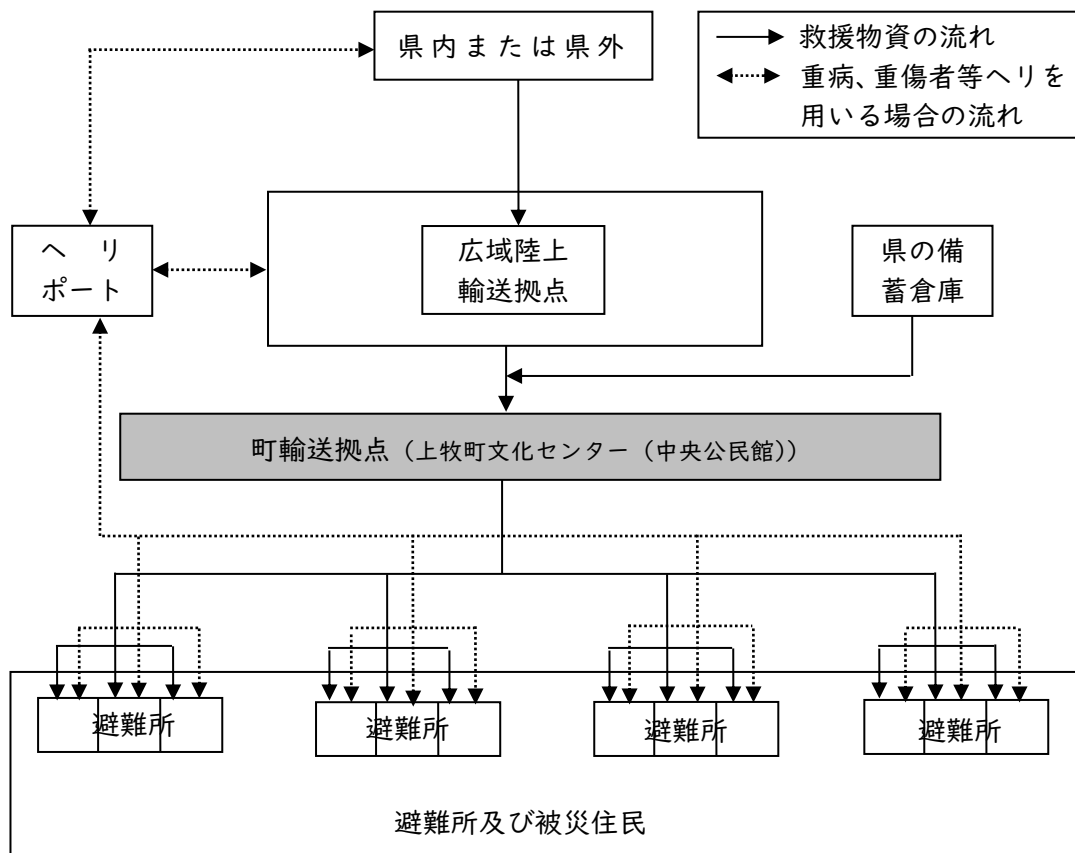 県内または県外
救援物資の流れ
重病、重傷者等ヘリを
用いる場合の流れ
ヘリ
ポート
広域陸上
輸送拠点
県の備
蓄倉庫
町輸送拠点（上牧町文化センター（中央公民館））
避難所
避難所
避難所
避難所
避難所及び被災住民